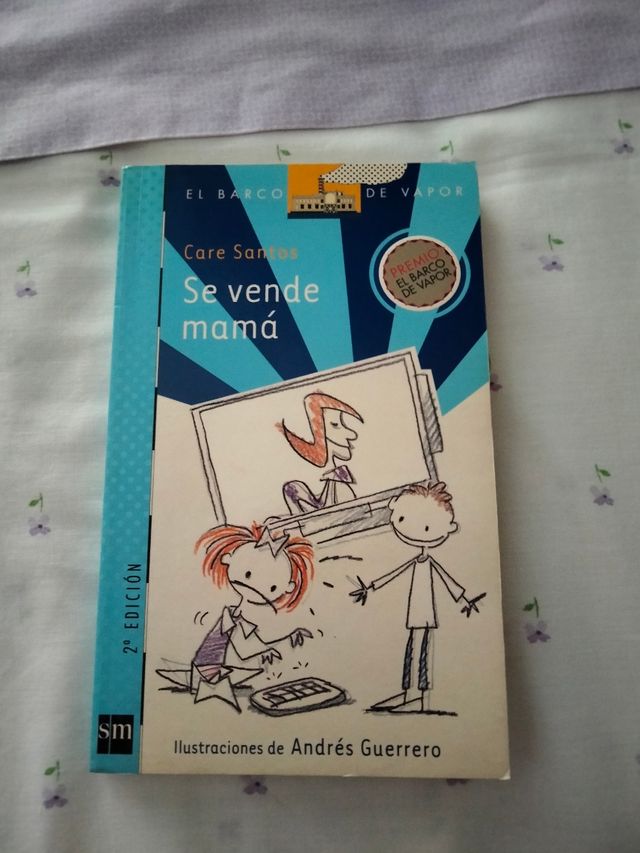 EL BARCO DE VAPOR
Care Santos
Se vende
mamá
PREMIO
EL BARCO
DE VAPOR
2ª EDICIÓN
sm
Ilustraciones de Andrés Guerrero